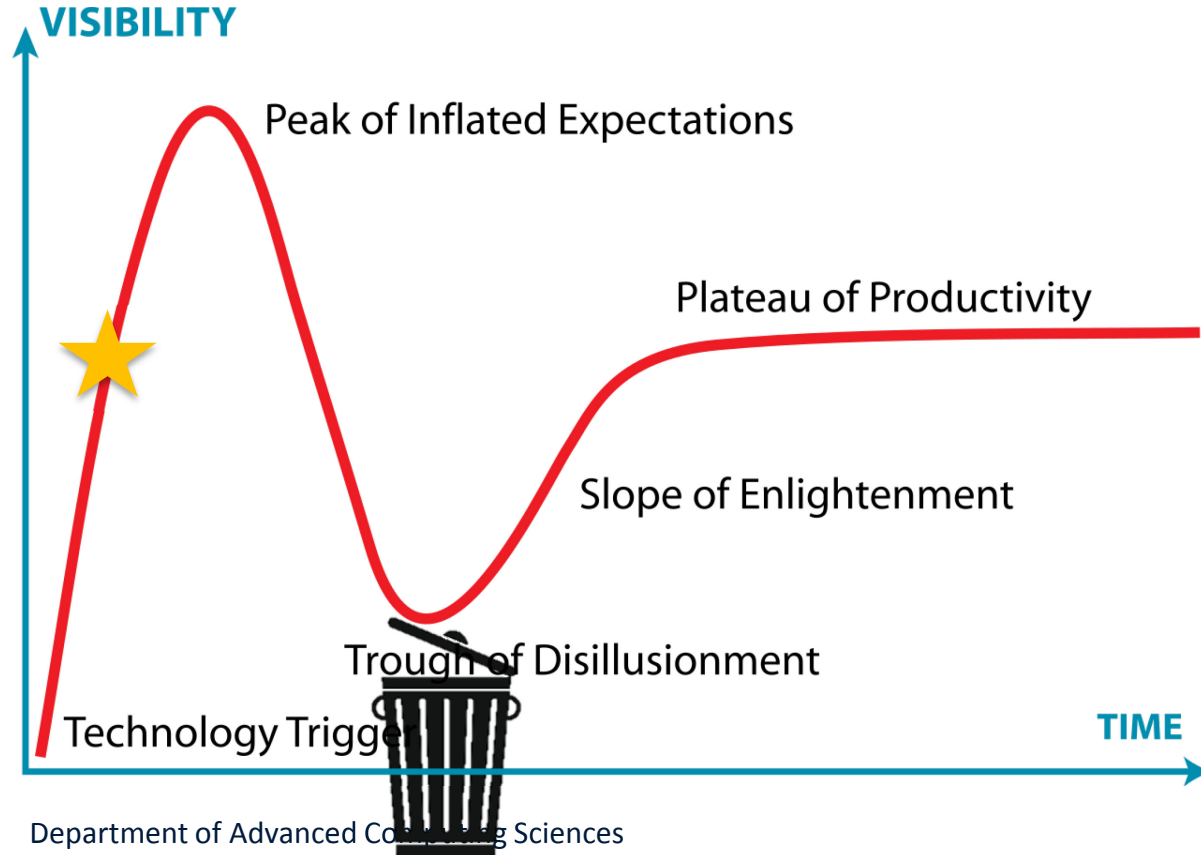 VISIBILITY
Peak of Inflated Expectations
Plateau of Productivity
Slope of Enlightenment
Trough of Disillusionment
Technology Trigger
TIME
Department of Advanced Computing Sciences